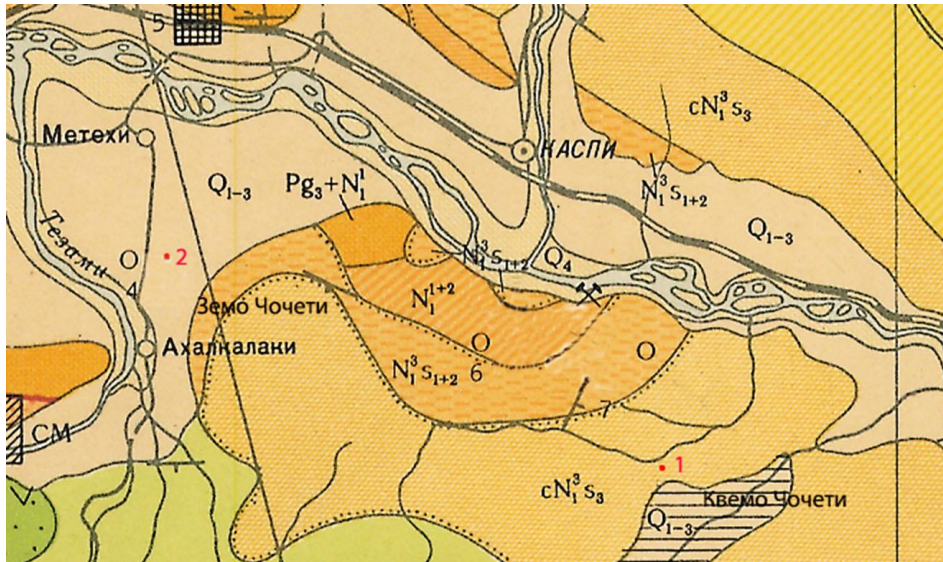 5
cN₁³s₃
Метехи
КАСПИ
Q₁₋₃
Pg₃+N₁¹
N₁³s₁₊₂
Q₁₋₃
Тезами
О
2
4
N₁³s₁₊₂
Q₄
Земо Чочети
N₁¹⁺²
Ахалкалаки
О
О
N₁³s₁₊₂
6
7
СМ
1
cN₁³s₃
Квемо Чочети
Q₁₋₃